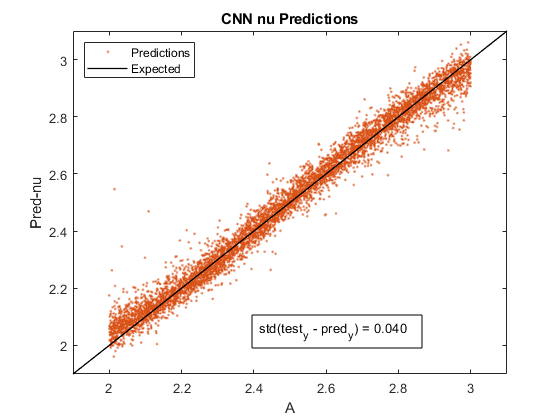 CNN nu Predictions
Predictions
Expected
3
2.8
2.6
2.4
2.2
2
Pred-nu
std(test_y - pred_y) = 0.040
2 2.2 2.4 2.6 2.8 3
A